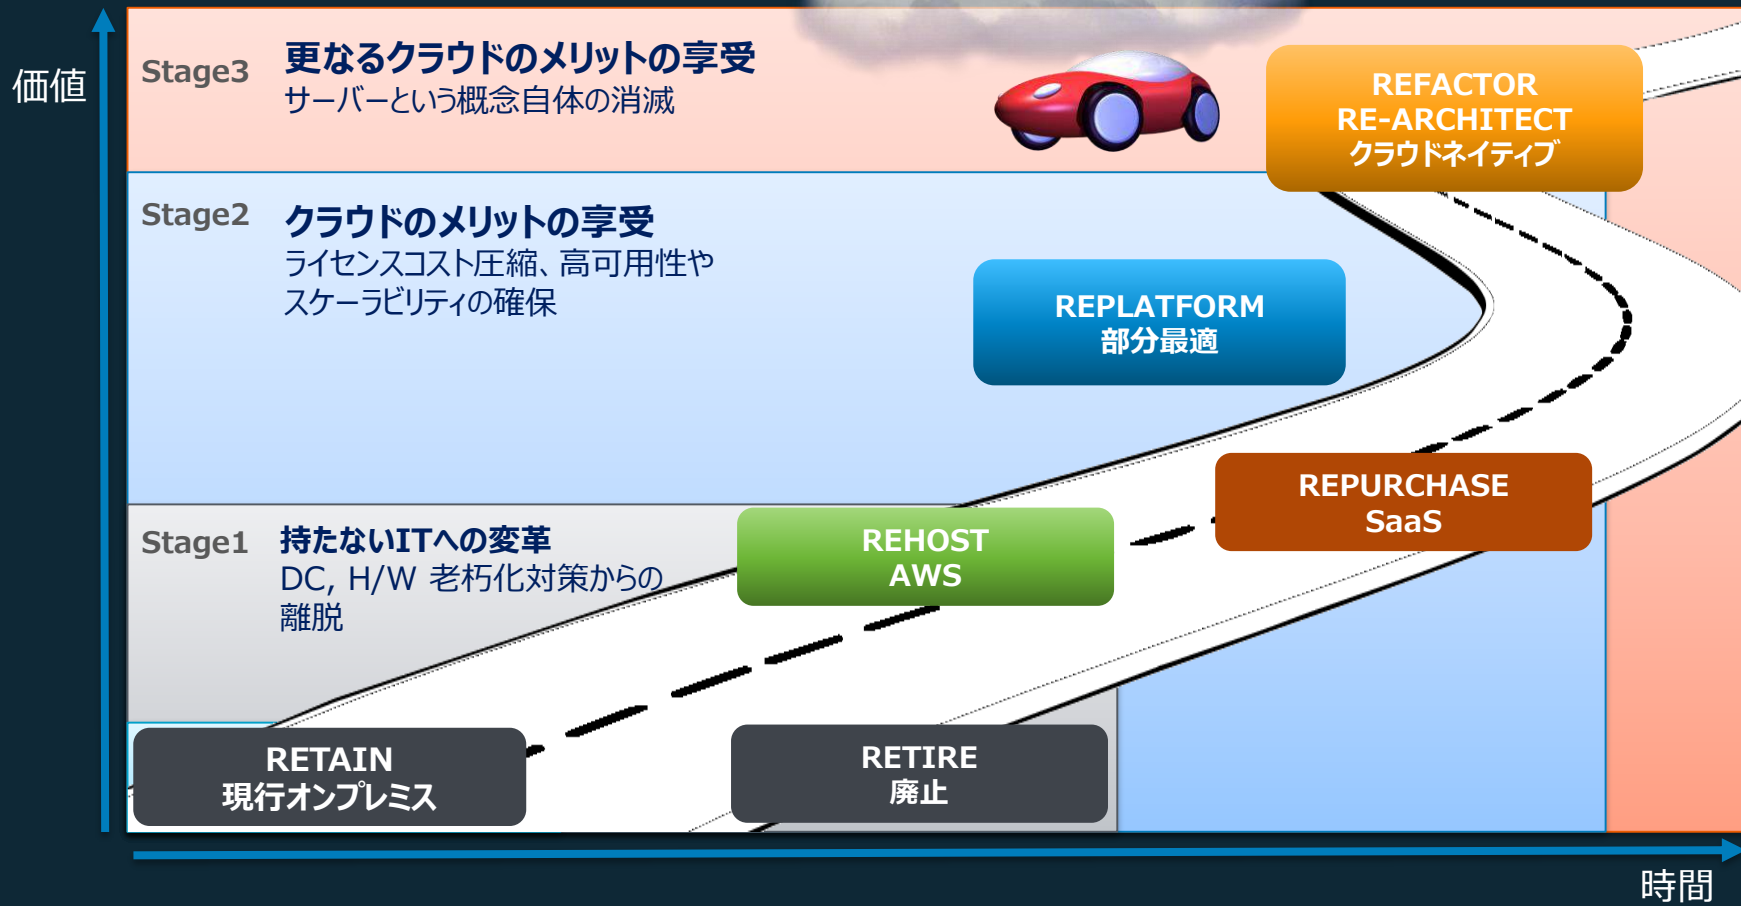 価値
Stage3
更なるクラウドのメリットの享受
サーバーという概念自体の消滅
REFACTOR
RE-ARCHITECT
クラウドネイティブ
Stage2
クラウドのメリットの享受
ライセンスコスト圧縮、高可用性や
スケーラビリティの確保
REPLATFORM
部分最適
REPURCHASE
SaaS
Stage1
持たないITへの変革
DC, H/W 老朽化対策からの
離脱
REHOST
AWS
RETAIN
現行オンプレミス
RETIRE
廃止
時間